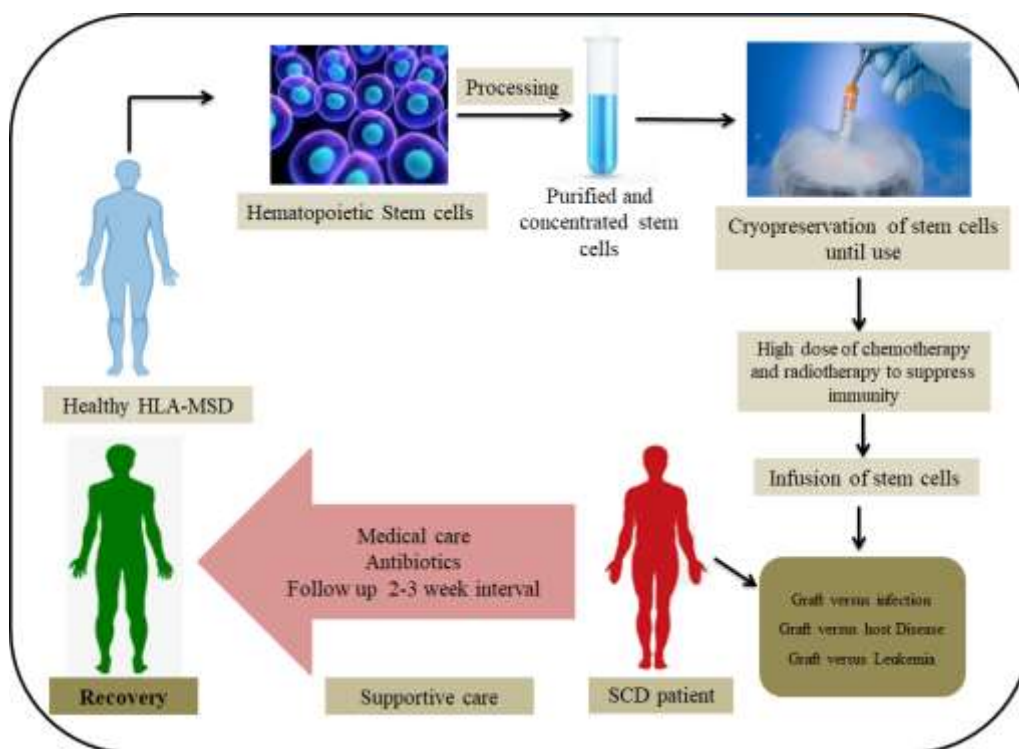 Processing
Hematopoietic Stem cells
Purified and
concentrated stem
cells
Cryopreservation of stem cells
until use
High dose of chemotherapy
and radiotherapy to suppress
immunity
Healthy HLA-MSD
Infusion of stem cells
Medical care
Antibiotics
Follow up 2-3 week interval
Graft versus infection
Graft versus host Disease
Graft versus Leukemia
Recovery
Supportive care
SCD patient